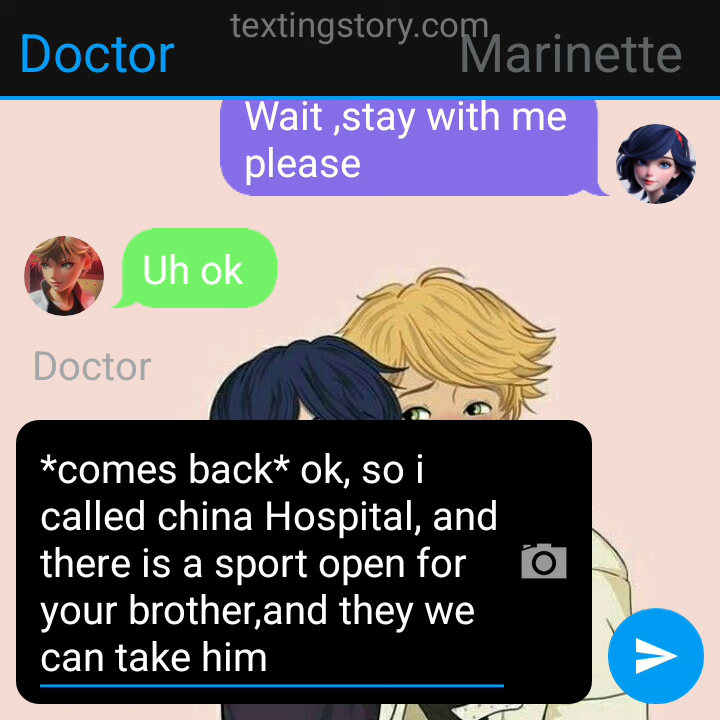 textingstory.com
Doctor Marinette
Wait ,stay with me
please
Uh ok
Doctor
*comes back* ok, so i
called china Hospital, and
there is a sport open for
your brother,and they we
can take him